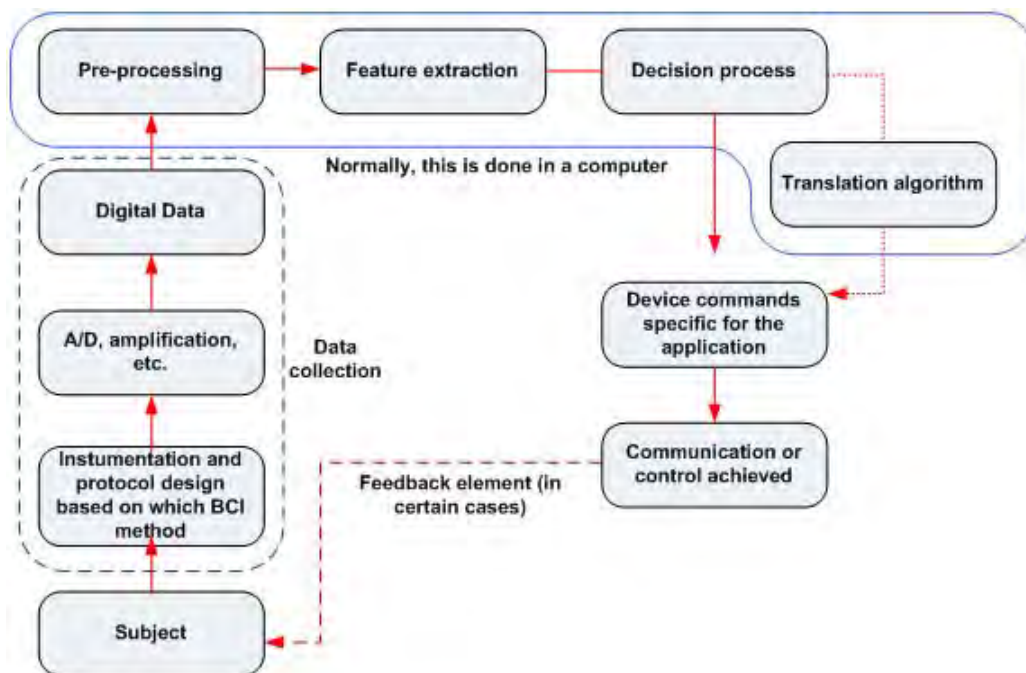 Pre-processing
Feature extraction
Decision process
Normally, this is done in a computer
Translation algorithm
Digital Data
Device commands
specific for the
application
A/D, amplification,
etc.
Data
collection
Instumentation and
protocol design
based on which BCI
method
Communication or
control achieved
Feedback element (in
certain cases)
Subject